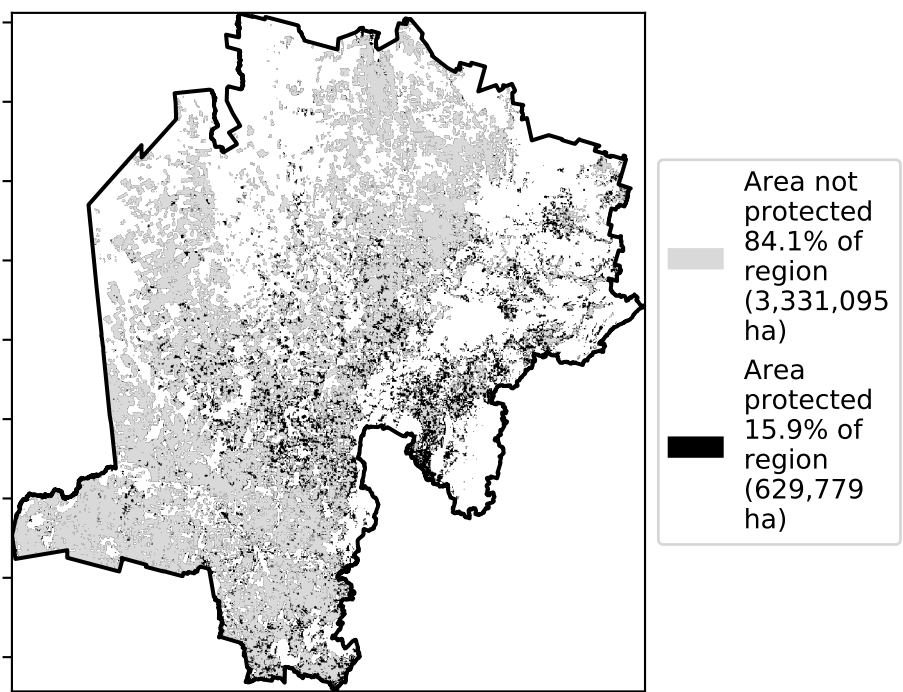 Area not
protected
84.1% of
region
(3,331,095
ha)
Area
protected
15.9% of
region
(629,779
ha)